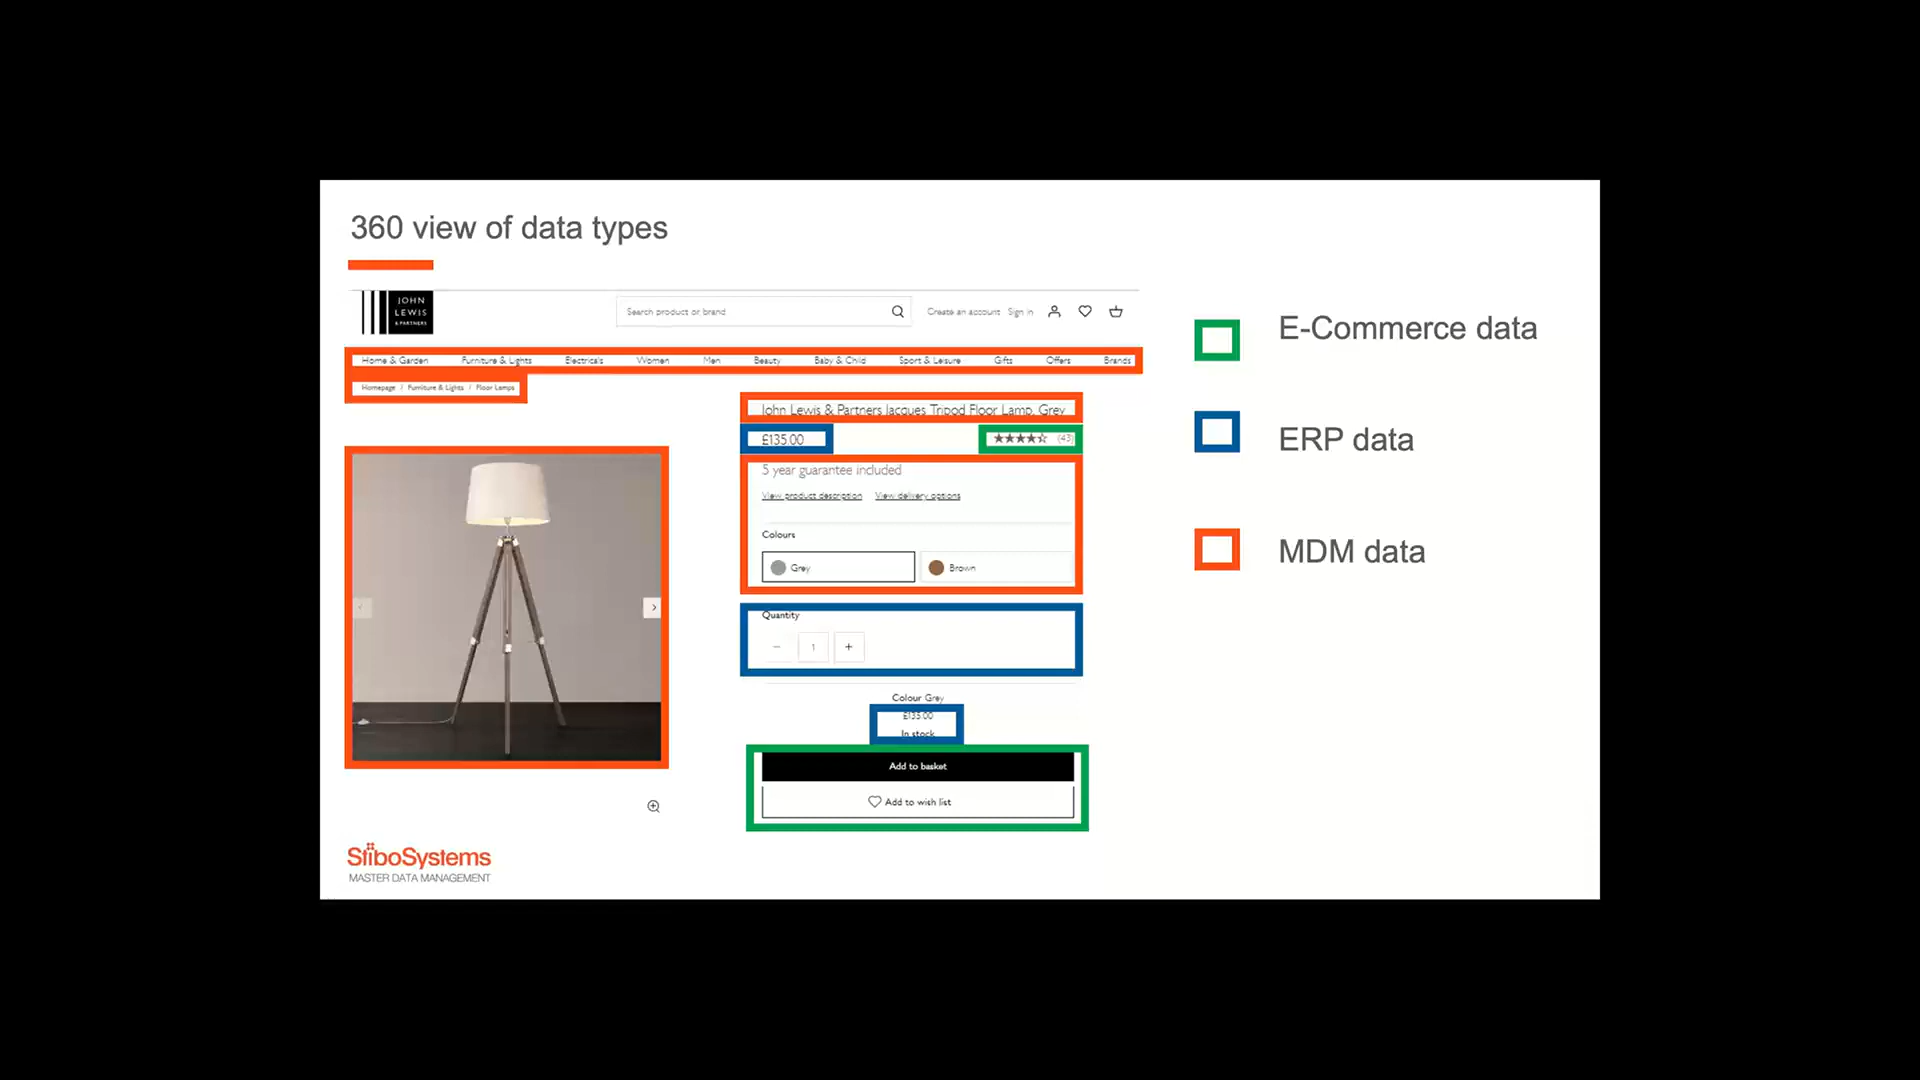 360 view of data types
JOHN
LEWIS
& PARTNERS
Search product or brand
Create an account Sign in
Home & Garden Furniture & Lights Electricals Women Men Beauty Baby & Child Sport & Leisure Gifts Offers Brands
Homepage / Furniture & Lights / Floor Lamps
John Lewis & Partners Jacques Tripod Floor Lamp, Grey
£135.00
(43)
5 year guarantee included
View product description View delivery options
Colours
Grey Brown
Quantity
− 1 +
Colour Grey
£135.00
In stock
Add to basket
Add to wish list
E-Commerce data
ERP data
MDM data
StiboSystems
MASTER DATA MANAGEMENT